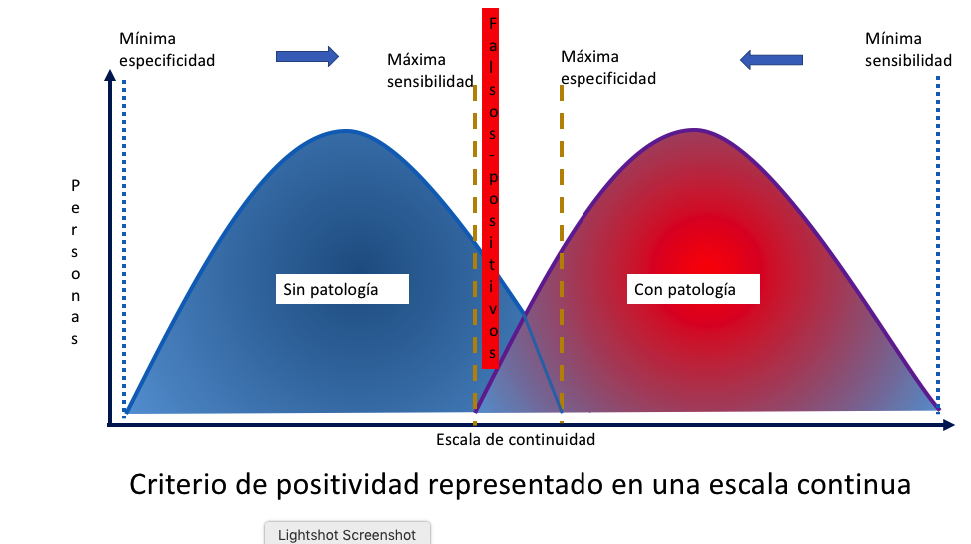 Mínima
especificidad
Máxima
sensibilidad
Falsos-positivos
Máxima
especificidad
Mínima
sensibilidad
Personas
Sin patología
Con patología
Escala de continuidad
Criterio de positividad representado en una escala continua
Lightshot Screenshot